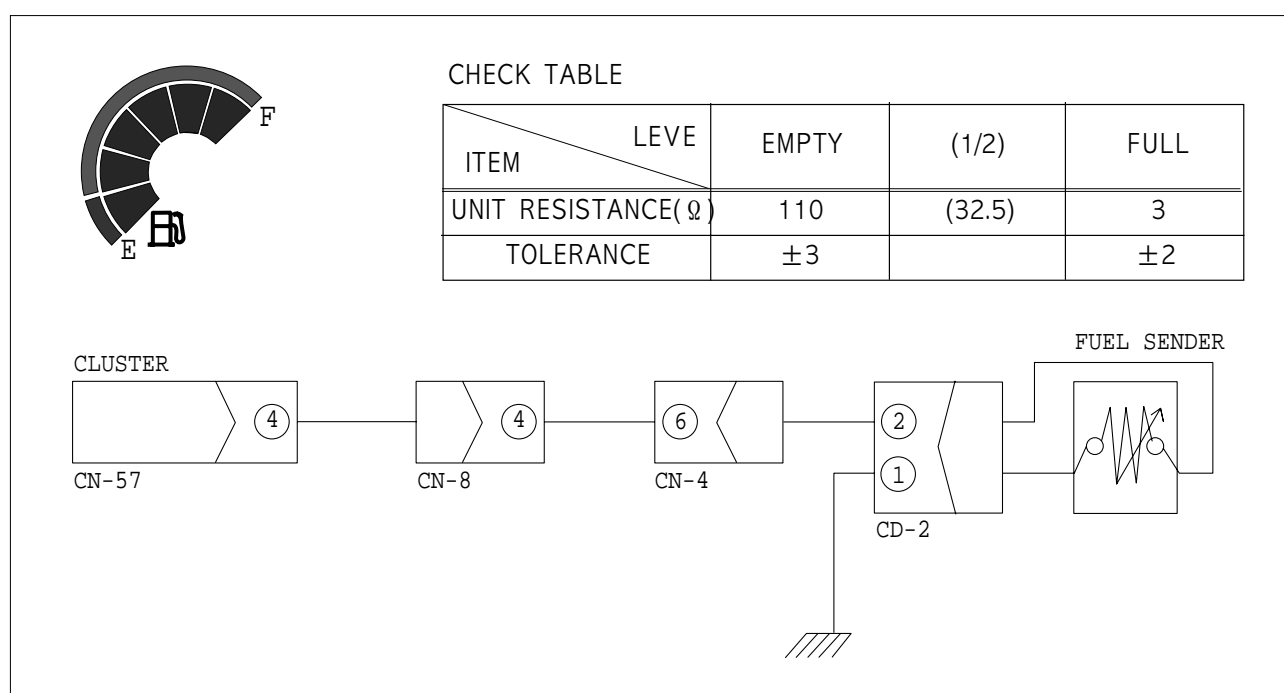 CHECK TABLE
F
E
LEVE EMPTY (1/2) FULL
ITEM
UNIT RESISTANCE(Ω) 110 (32.5) 3
TOLERANCE ±3 ±2
FUEL SENDER
CLUSTER
4 4 6 2
1
CN-57 CN-8 CN-4
CD-2